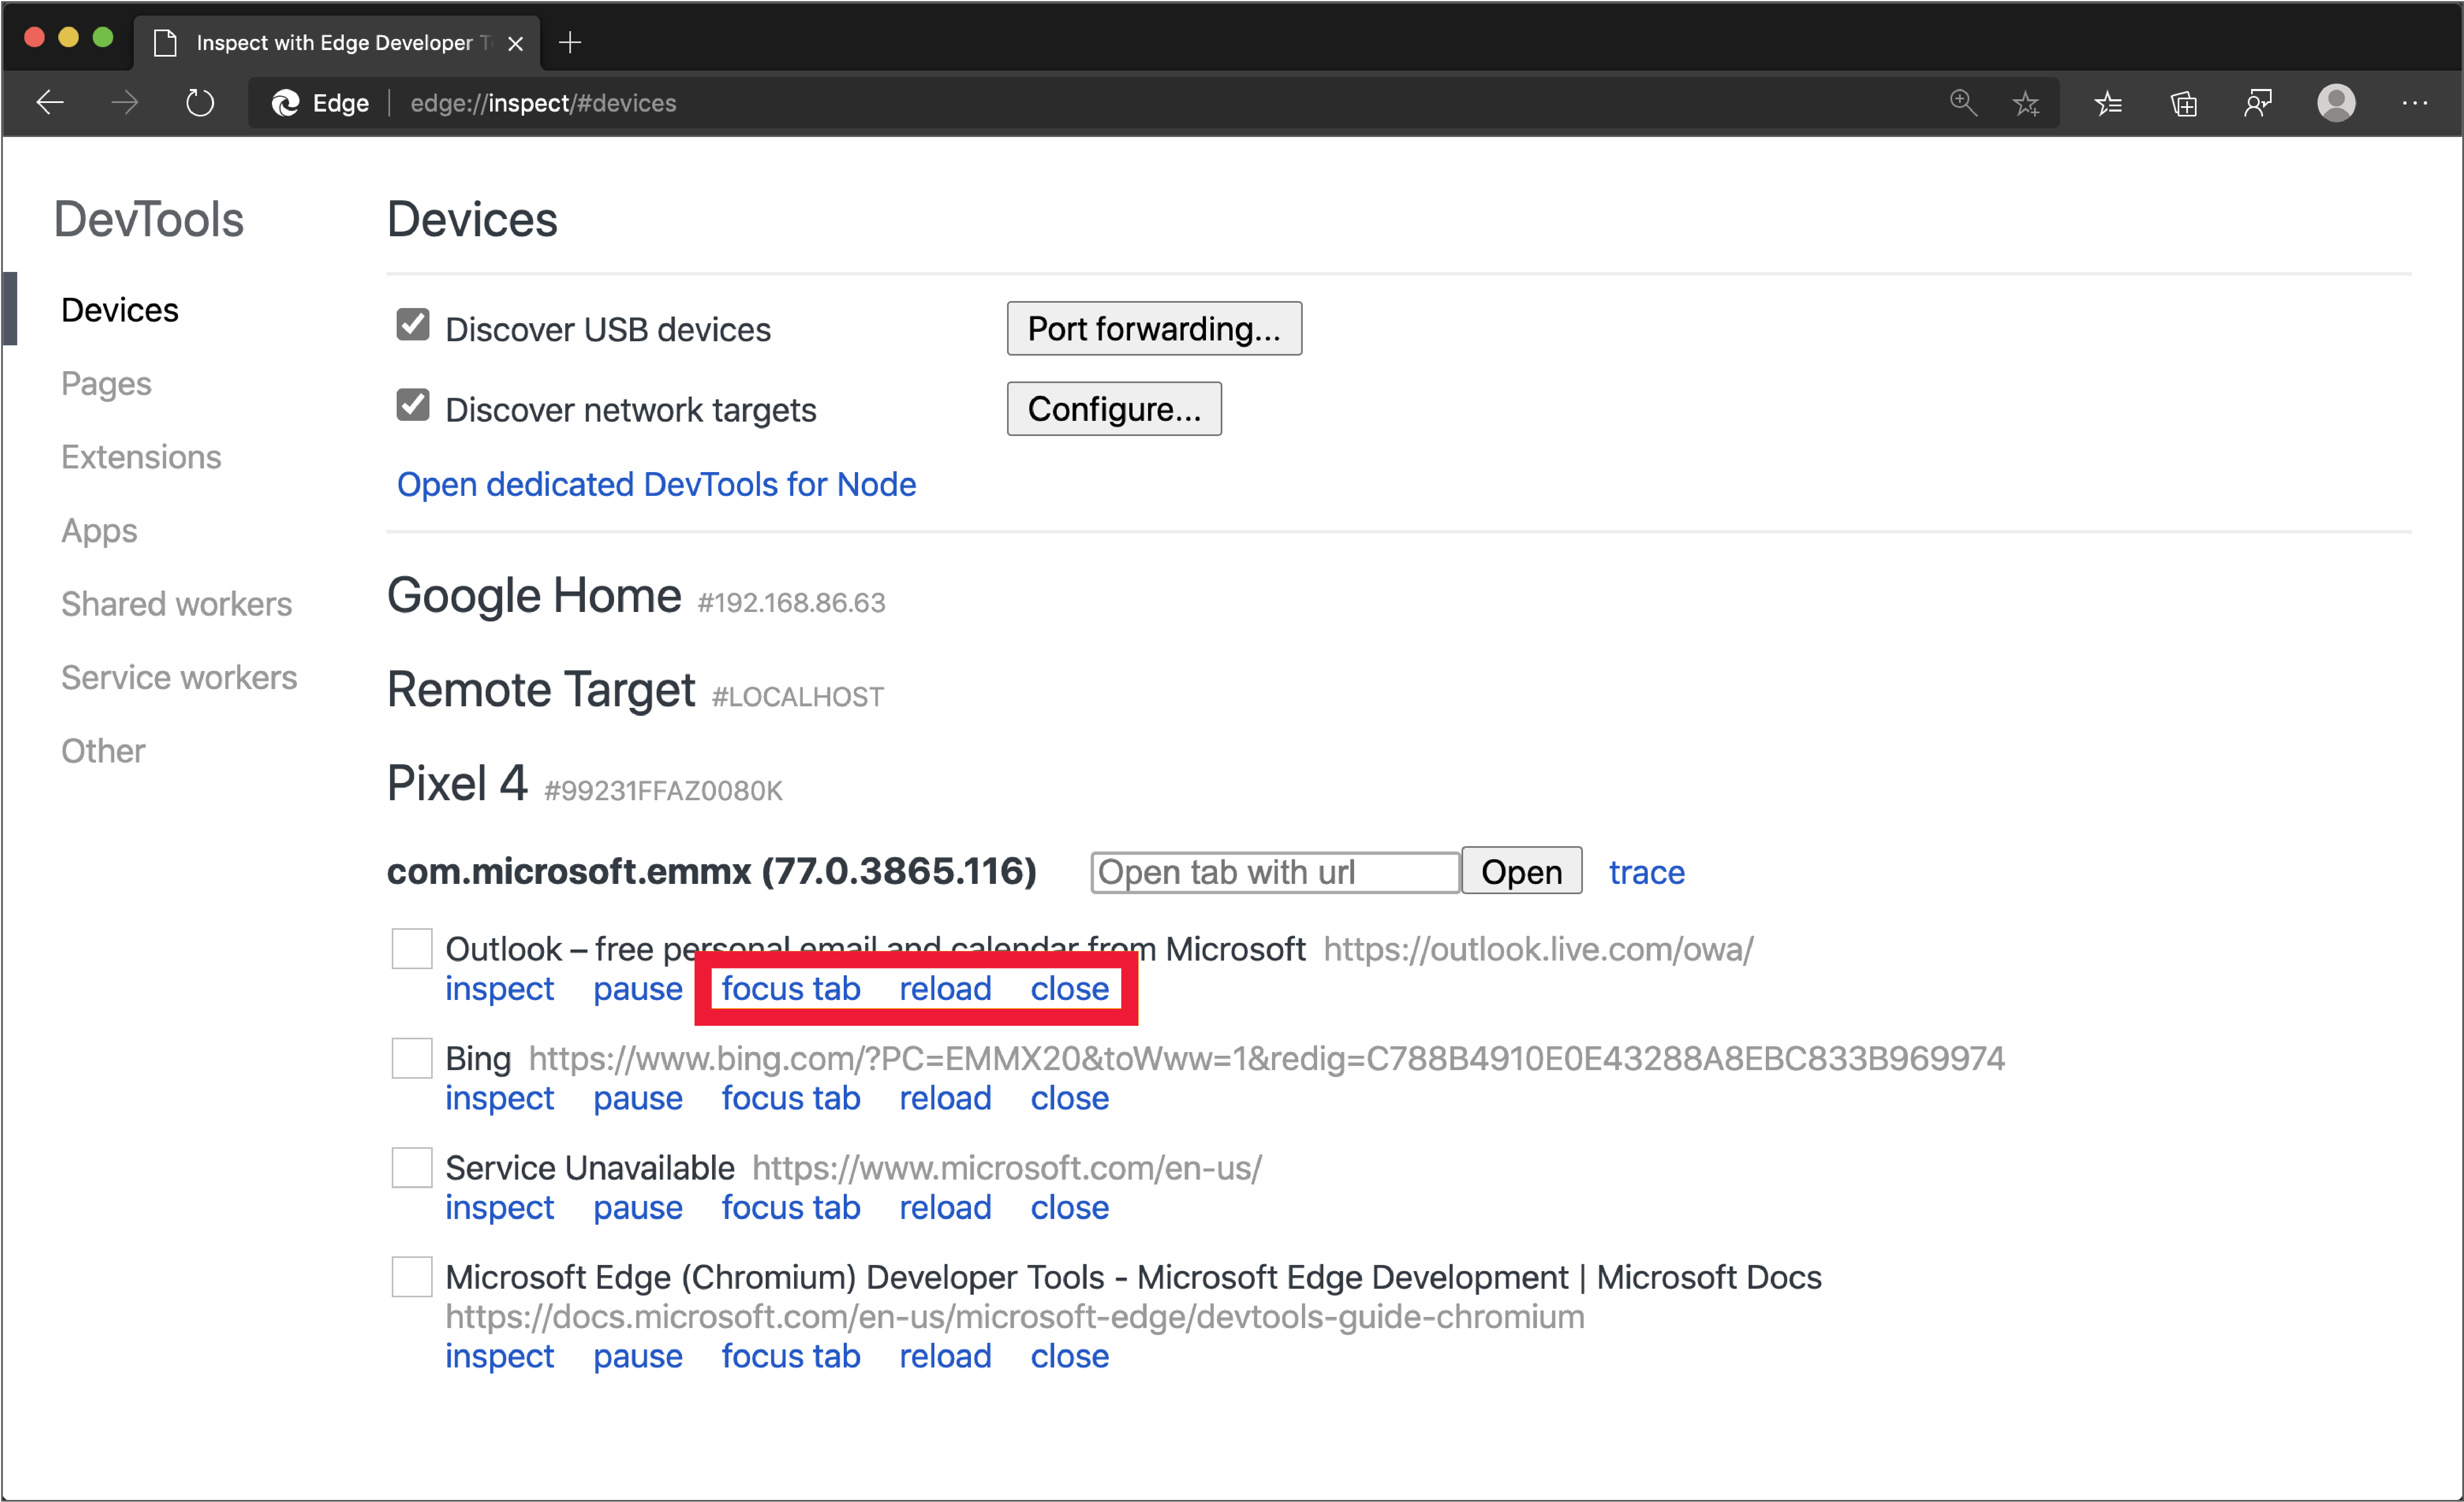 Inspect with Edge Developer T
Edge edge://inspect/#devices
DevTools
Devices
Pages
Extensions
Apps
Shared workers
Service workers
Other
Devices
Discover USB devices Port forwarding...
Discover network targets Configure...
Open dedicated DevTools for Node
Google Home #192.168.86.63
Remote Target #LOCALHOST
Pixel 4 #99231FFAZ0080K
com.microsoft.emmx (77.0.3865.116) Open tab with url Open trace
Outlook – free personal email and calendar from Microsoft https://outlook.live.com/owa/
inspect pause focus tab reload close
Bing https://www.bing.com/?PC=EMMX20&toWww=1&redig=C788B4910E0E43288A8EBC833B969974
inspect pause focus tab reload close
Service Unavailable https://www.microsoft.com/en-us/
inspect pause focus tab reload close
Microsoft Edge (Chromium) Developer Tools - Microsoft Edge Development | Microsoft Docs
https://docs.microsoft.com/en-us/microsoft-edge/devtools-guide-chromium
inspect pause focus tab reload close